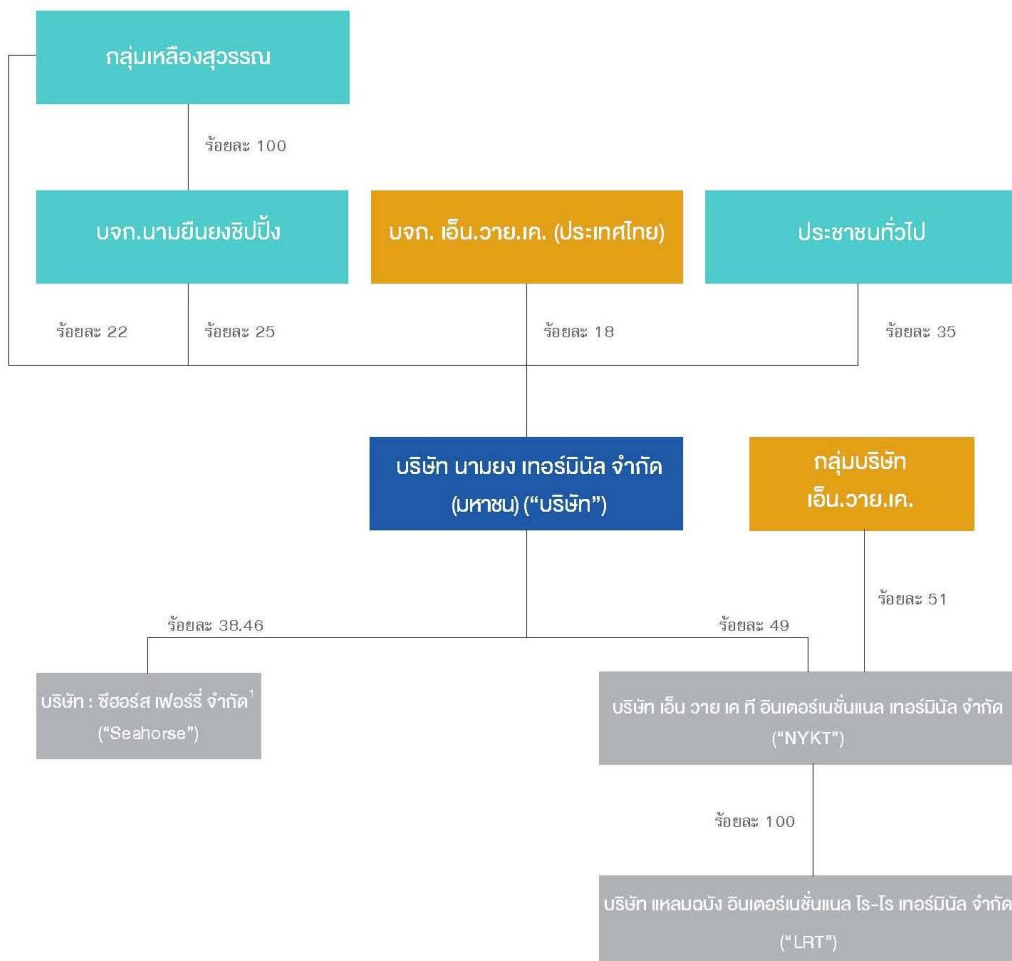 กลุ่มเหลืองสุวรรณ
ร้อยละ 100
บจก.นามยืนยงชิปปิ้ง
บจก. เอ็น.วาย.เค. (ประเทศไทย)
ประชาชนทั่วไป
ร้อยละ 22
ร้อยละ 25
ร้อยละ 18
ร้อยละ 35
บริษัท นามยง เทอร์มินัล จำกัด
(มหาชน) (“บริษัท”)
กลุ่มบริษัท
เอ็น.วาย.เค.
ร้อยละ 51
ร้อยละ 38.46
ร้อยละ 49
บริษัท : ซีฮอร์ส เฟอร์รี่ จำกัด¹
(“Seahorse”)
บริษัท เอ็น วาย เค ที อินเตอร์เนชั่นแนล เทอร์มินัล จำกัด
(“NYKT”)
ร้อยละ 100
บริษัท แหลมฉบัง อินเตอร์เนชั่นแนล โร-โร เทอร์มินัล จำกัด
(“LRT”)